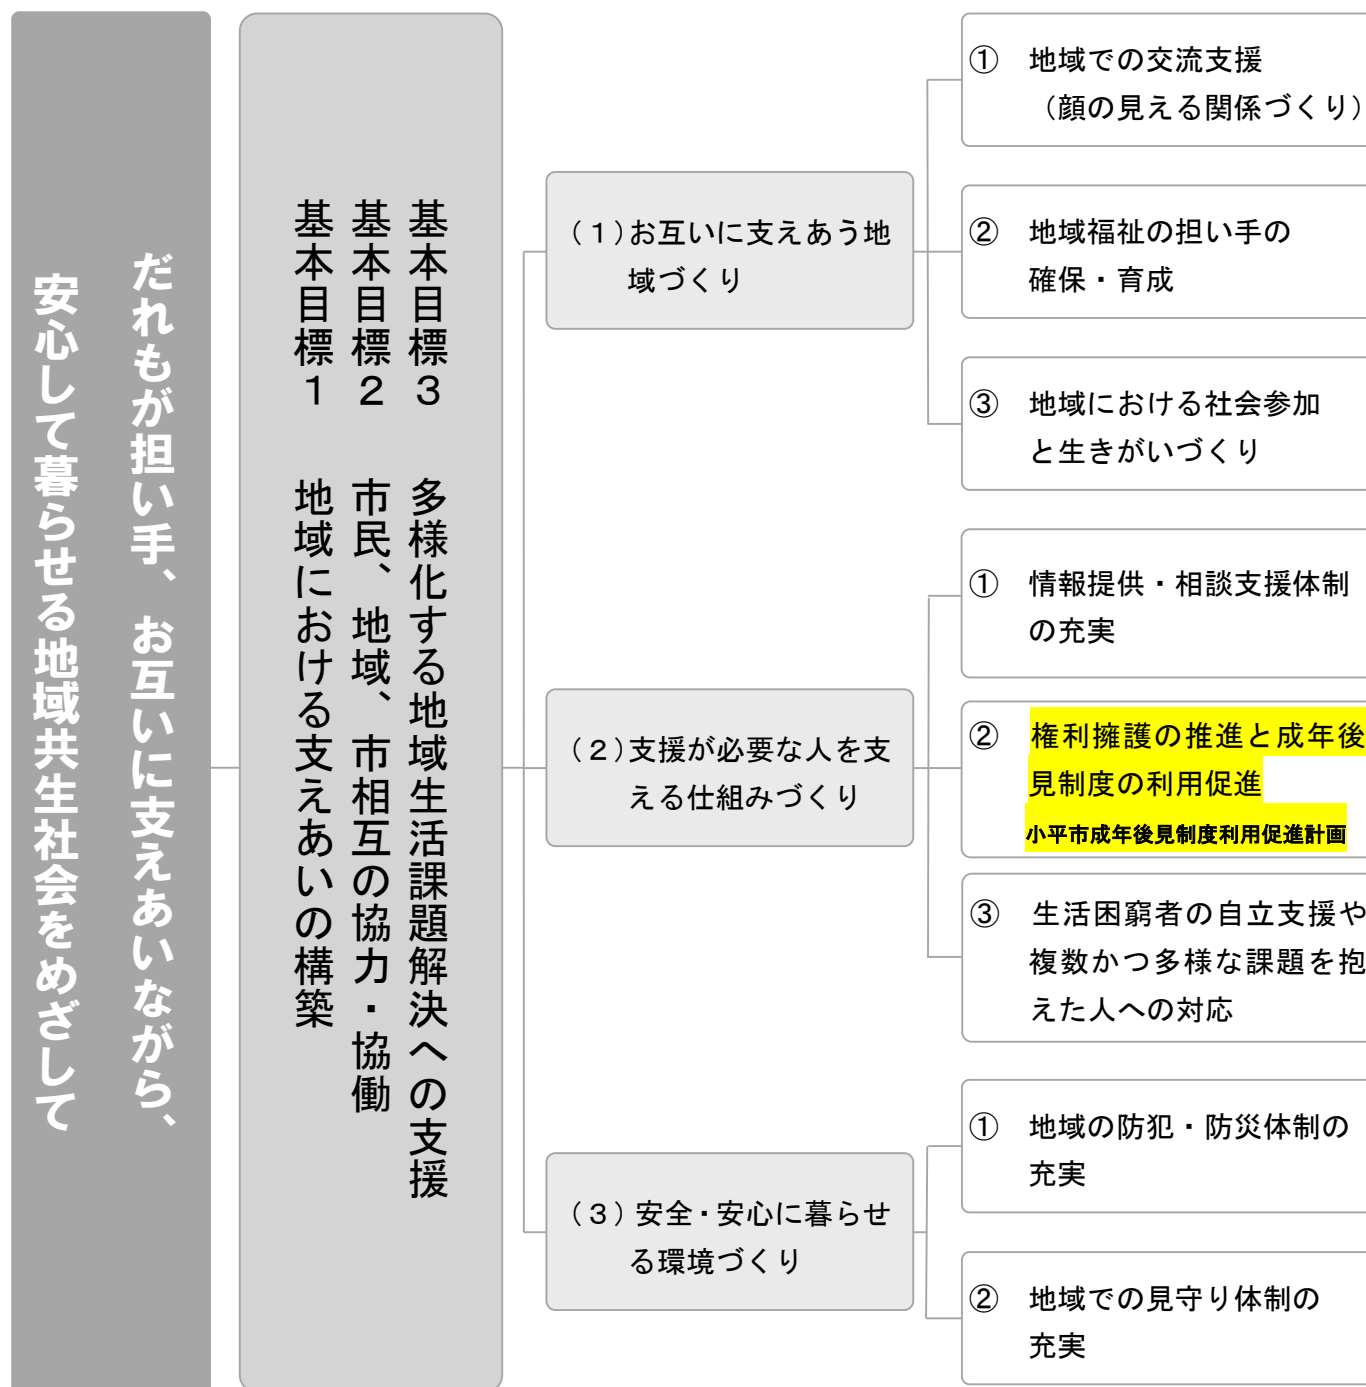 だれもが担い手、お互いに支えあいながら、
安心して暮らせる地域共生社会をめざして
基本目標１　地域における支えあいの構築
基本目標２　市民、地域、市相互の協力・協働
基本目標３　多様化する地域生活課題解決への支援
（１）お互いに支えあう地
域づくり
①　地域での交流支援
（顔の見える関係づくり）
②　地域福祉の担い手の
確保・育成
③　地域における社会参加
と生きがいづくり
（２）支援が必要な人を支
える仕組みづくり
①　情報提供・相談支援体制
の充実
②　権利擁護の推進と成年後
見制度の利用促進
小平市成年後見制度利用促進計画
③　生活困窮者の自立支援や
複数かつ多様な課題を抱
えた人への対応
（３）安全・安心に暮らせ
る環境づくり
①　地域の防犯・防災体制の
充実
②　地域での見守り体制の
充実